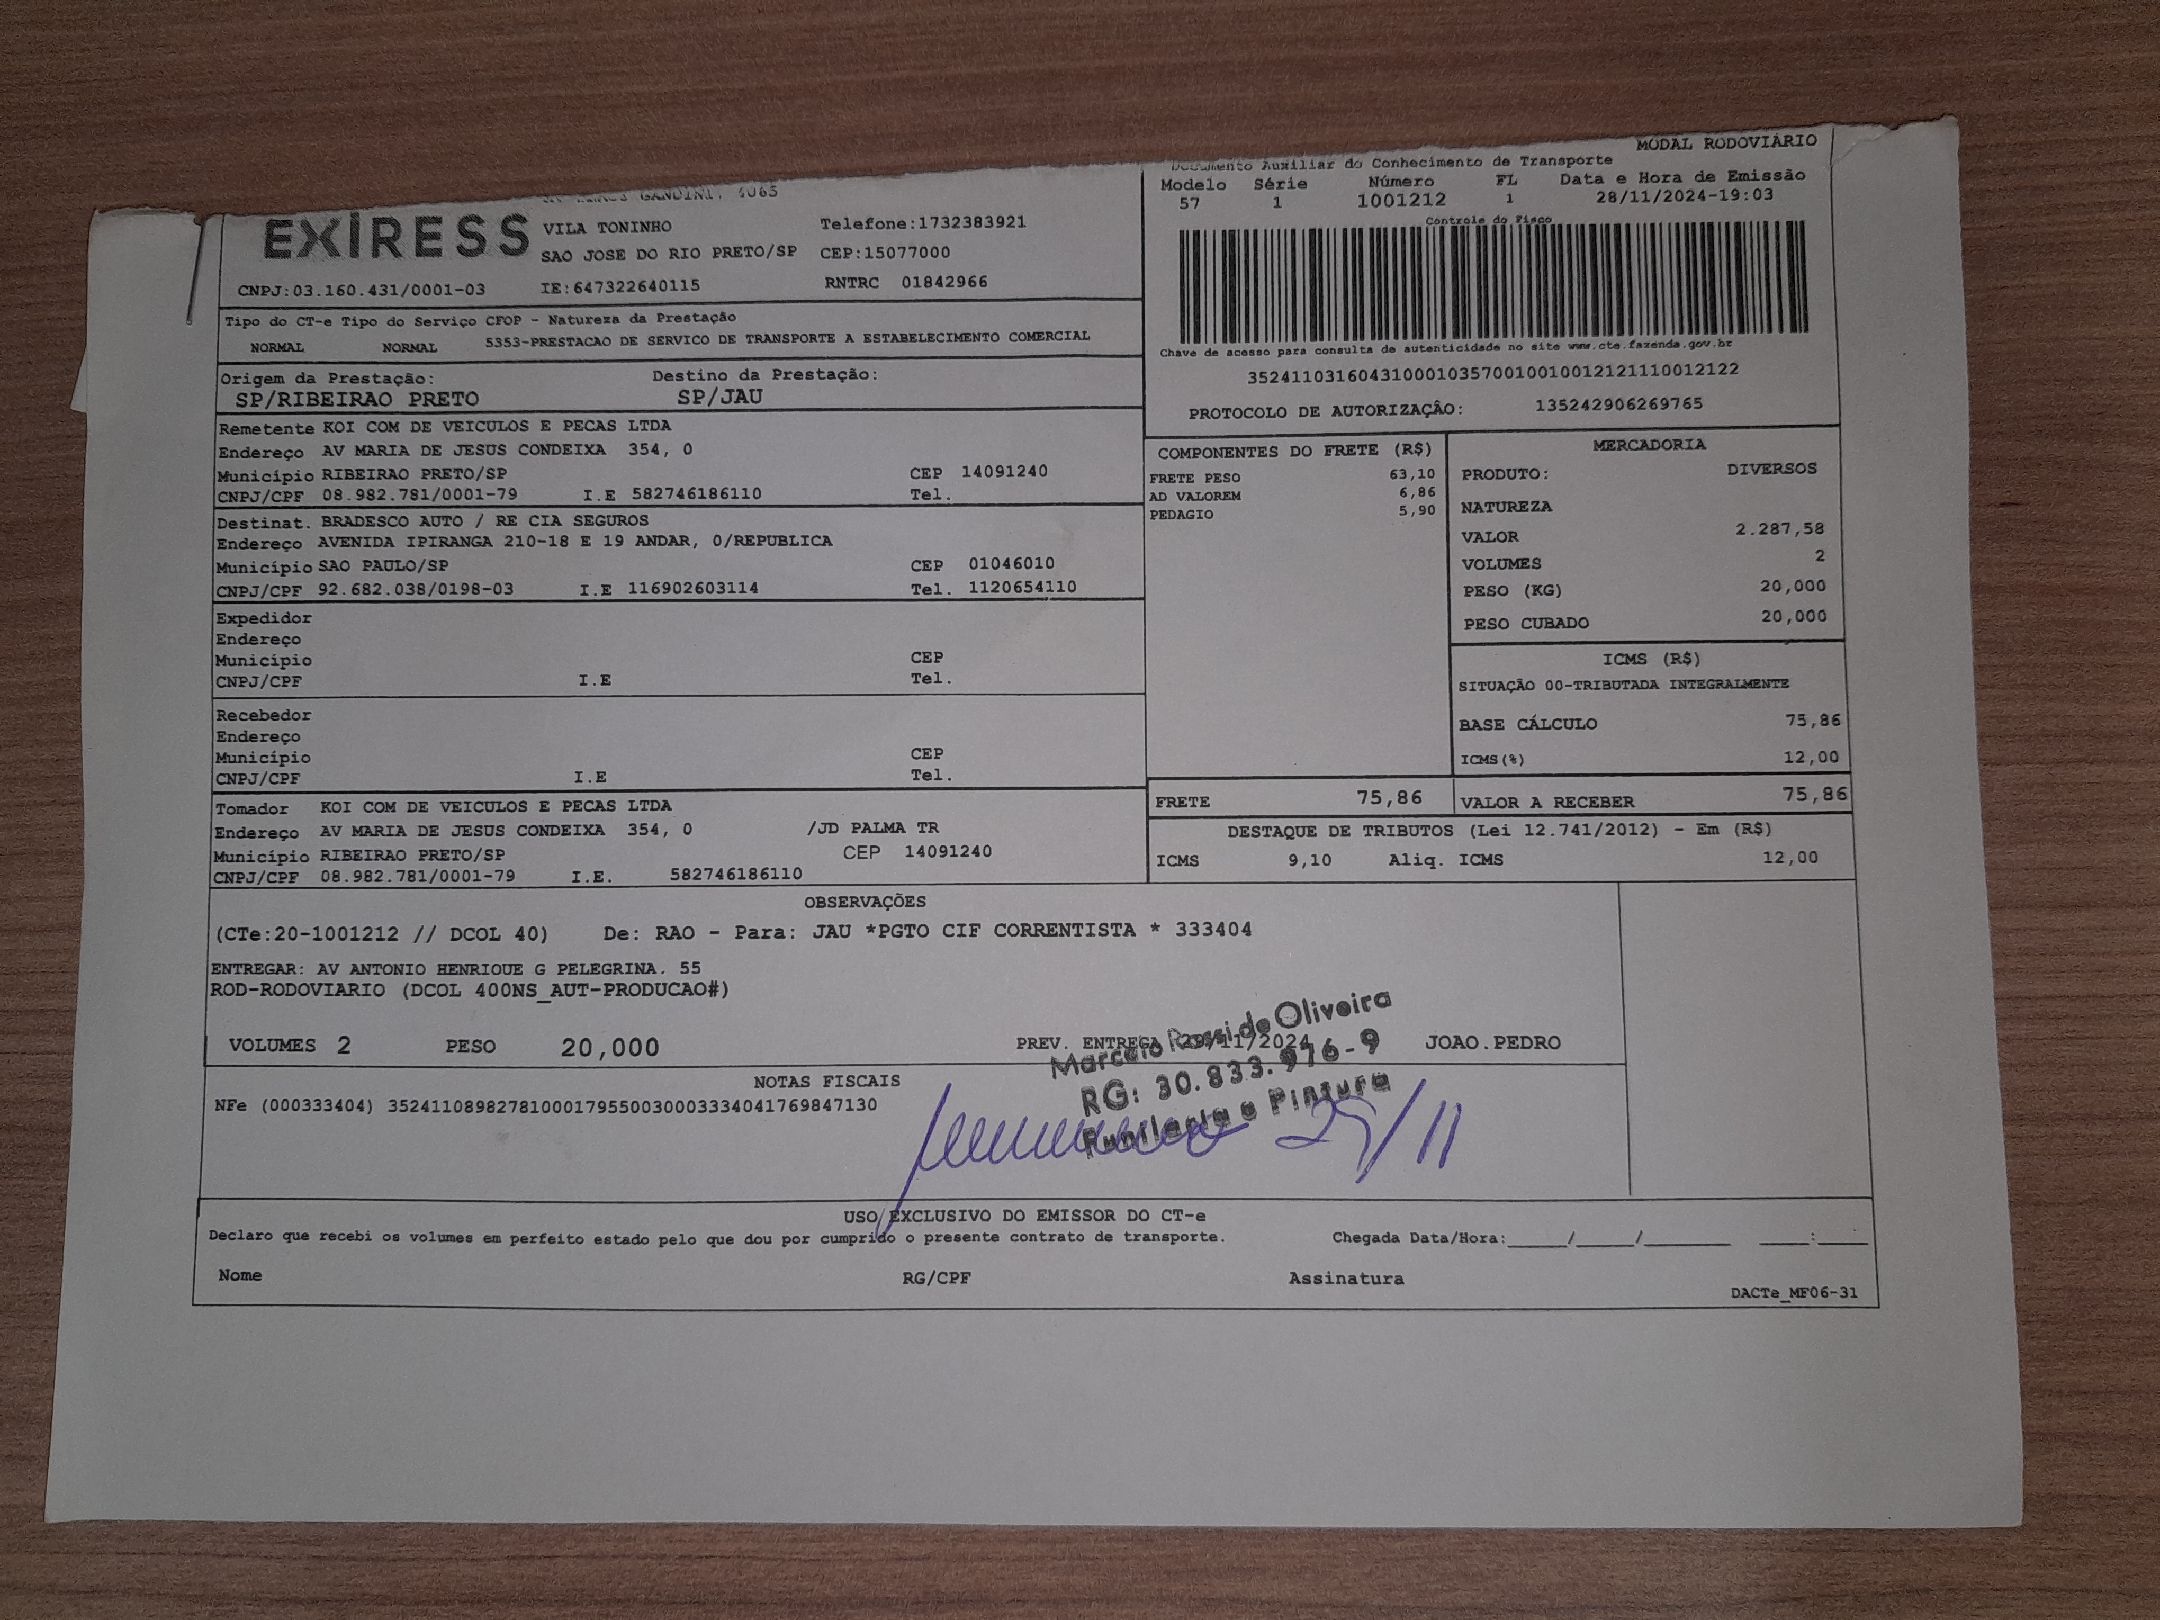 GANDINI, 4065
EXIRESS
VILA TONINHO Telefone:1732383921
SAO JOSE DO RIO PRETO/SP CEP:15077000
CNPJ:03.160.431/0001-03 IE:647322640115 RNTRC 01842966
Tipo do CT-e Tipo do Serviço CFOP - Natureza da Prestação
NORMAL NORMAL 5353-PRESTACAO DE SERVICO DE TRANSPORTE A ESTABELECIMENTO COMERCIAL
Origem da Prestação: Destino da Prestação:
SP/RIBEIRAO PRETO SP/JAU
Remetente KOI COM DE VEICULOS E PECAS LTDA
Endereço AV MARIA DE JESUS CONDEIXA 354, 0
Município RIBEIRAO PRETO/SP CEP 14091240
CNPJ/CPF 08.982.781/0001-79 I.E 582746186110 Tel.
Destinat. BRADESCO AUTO / RE CIA SEGUROS
Endereço AVENIDA IPIRANGA 210-18 E 19 ANDAR, 0/REPUBLICA
Município SAO PAULO/SP CEP 01046010
CNPJ/CPF 92.682.038/0198-03 I.E 116902603114 Tel. 1120654110
Expedidor
Endereço
Município CEP
CNPJ/CPF I.E Tel.
Recebedor
Endereço
Município CEP
CNPJ/CPF I.E Tel.
Tomador KOI COM DE VEICULOS E PECAS LTDA
Endereço AV MARIA DE JESUS CONDEIXA 354, 0 /JD PALMA TR
Município RIBEIRAO PRETO/SP CEP 14091240
CNPJ/CPF 08.982.781/0001-79 I.E. 582746186110
MODAL RODOVIÁRIO
Documento Auxiliar do Conhecimento de Transporte
Modelo Série Número FL Data e Hora de Emissão
57 1 1001212 1 28/11/2024-19:03
Controle do Fisco
Chave de acesso para consulta de autenticidade no site www.cte.fazenda.gov.br
35241103160431000103570010010012121110012122
PROTOCOLO DE AUTORIZAÇÂO: 135242906269765
COMPONENTES DO FRETE (R$)
FRETE PESO 63,10
AD VALOREM 6,86
PEDAGIO 5,90
MERCADORIA
PRODUTO: DIVERSOS
NATUREZA
VALOR 2.287,58
VOLUMES 2
PESO (KG) 20,000
PESO CUBADO 20,000
ICMS (R$)
SITUAÇÃO 00-TRIBUTADA INTEGRALMENTE
BASE CÁLCULO 75,86
ICMS(%) 12,00
FRETE 75,86 VALOR A RECEBER 75,86
DESTAQUE DE TRIBUTOS (Lei 12.741/2012) - Em (R$)
ICMS 9,10 Aliq. ICMS 12,00
OBSERVAÇÕES
(CTe:20-1001212 // DCOL 40) De: RAO - Para: JAU *PGTO CIF CORRENTISTA * 333404
ENTREGAR: AV ANTONIO HENRIQUE G PELEGRINA. 55
ROD-RODOVIARIO (DCOL 400NS_AUT-PRODUCAO#)
VOLUMES 2 PESO 20,000 PREV. ENTREGA 29/11/2024 JOAO.PEDRO
Marcelo Rossi de Oliveira
RG: 30.833.976-9
Funilaria e Pintura
NOTAS FISCAIS
NFe (000333404) 35241108982781000179550030003334041769847130
29/11
USO EXCLUSIVO DO EMISSOR DO CT-e
Declaro que recebi os volumes em perfeito estado pelo que dou por cumprido o presente contrato de transporte. Chegada Data/Hora:_____/_____/_______ ____:____
Nome RG/CPF Assinatura
DACTe_MF06-31